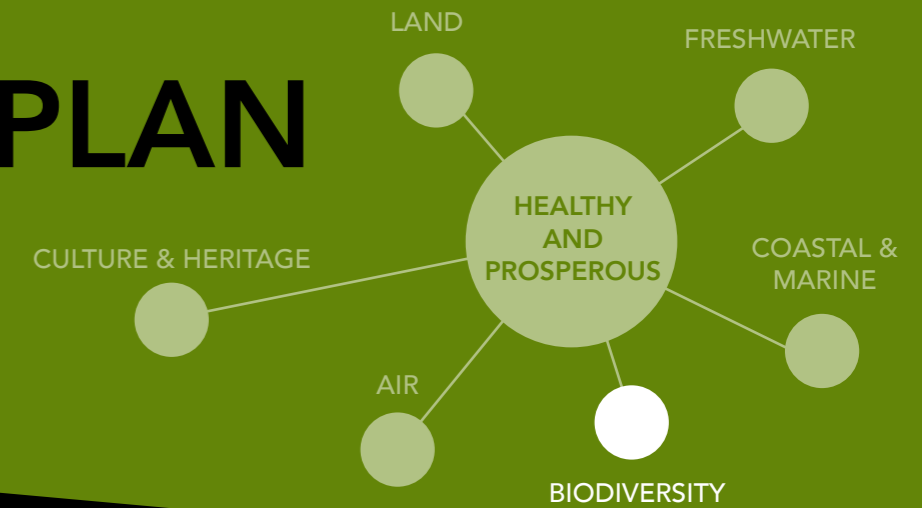 LAND
FRESHWATER
PLAN
HEALTHY
AND
PROSPEROUS
CULTURE & HERITAGE
COASTAL &
MARINE
AIR
BIODIVERSITY